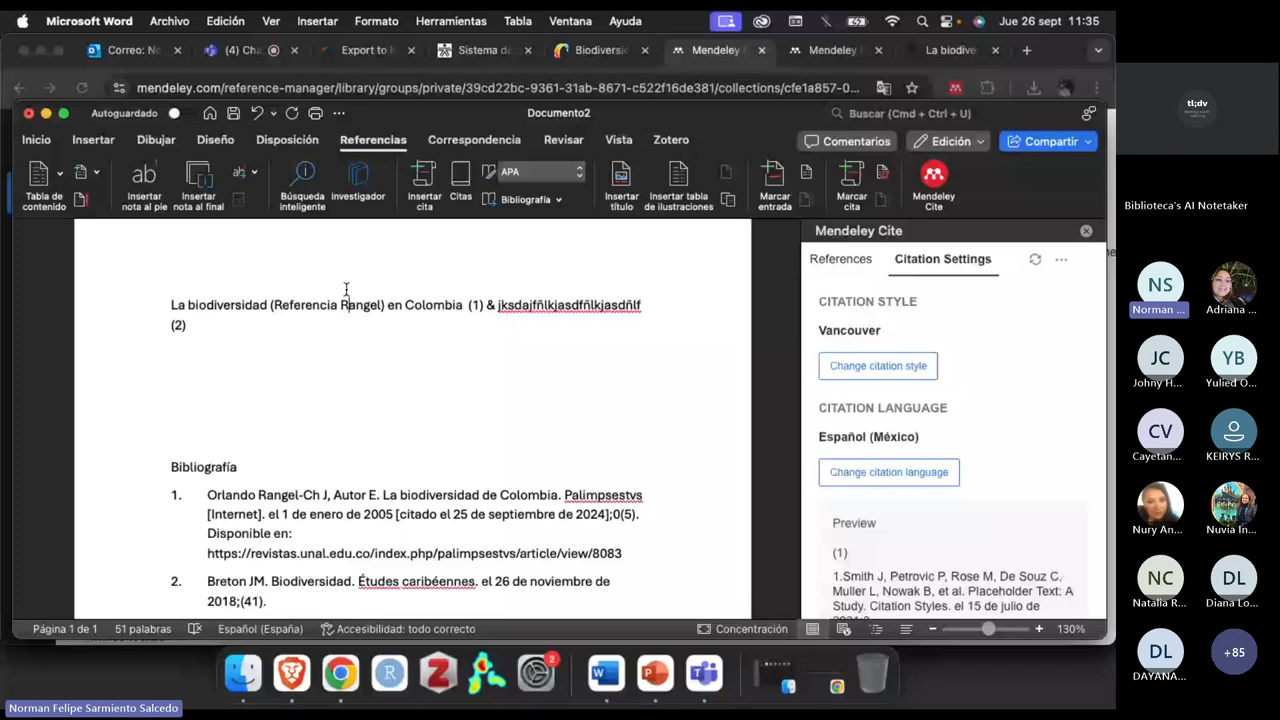 Microsoft Word Archivo Edición Ver Insertar Formato Herramientas Tabla Ventana Ayuda Jue 26 sept 11:35
Correo: No (4) Cha Export to M Sistema de Biodiversi Mendeley Mendeley La biodive
mendeley.com/reference-manager/library/groups/private/39cd22bc-9361-31ab-8671-c522f16de381/collections/cfe1a857-0...
Autoguardado Documento2 Buscar (Cmd + Ctrl + U)
Inicio Insertar Dibujar Diseño Disposición Referencias Correspondencia Revisar Vista Zotero Comentarios Edición Compartir
APA
Tabla de contenido
Insertar nota al pie
Insertar nota al final
Búsqueda inteligente
Investigador
Insertar cita
Citas
Bibliografía
Insertar título
Insertar tabla de ilustraciones
Marcar entrada
Marcar cita
Mendeley Cite
La biodiversidad (Referencia Rangel) en Colombia (1) & jksdajfñlkjasdfñlkjasdñlf
(2)
Bibliografía
1. Orlando Rangel-Ch J, Autor E. La biodiversidad de Colombia. Palimpsestvs
[Internet]. el 1 de enero de 2005 [citado el 25 de septiembre de 2024];0(5).
Disponible en:
https://revistas.unal.edu.co/index.php/palimpsestvs/article/view/8083
2. Breton JM. Biodiversidad. Études caribéennes. el 26 de noviembre de
2018;(41).
Mendeley Cite
References Citation Settings
CITATION STYLE
Vancouver
Change citation style
CITATION LANGUAGE
Español (México)
Change citation language
Preview
(1)
1.Smith J, Petrovic P, Rose M, De Souz C,
Muller L, Nowak B, et al. Placeholder Text: A
Study. Citation Styles. el 15 de julio de
Página 1 de 1 51 palabras Español (España) Accesibilidad: todo correcto Concentración 130%
2
Norman Felipe Sarmiento Salcedo
tl;dv
Biblioteca's AI Notetaker
NS
Norman ... Adriana ...
JC YB
Johny H... Yulied O...
CV
Cayetan... KEIRYS R...
Nury An... Nuvia In...
NC DL
Natalia R... Diana Lo...
DL +85
DAYANA...